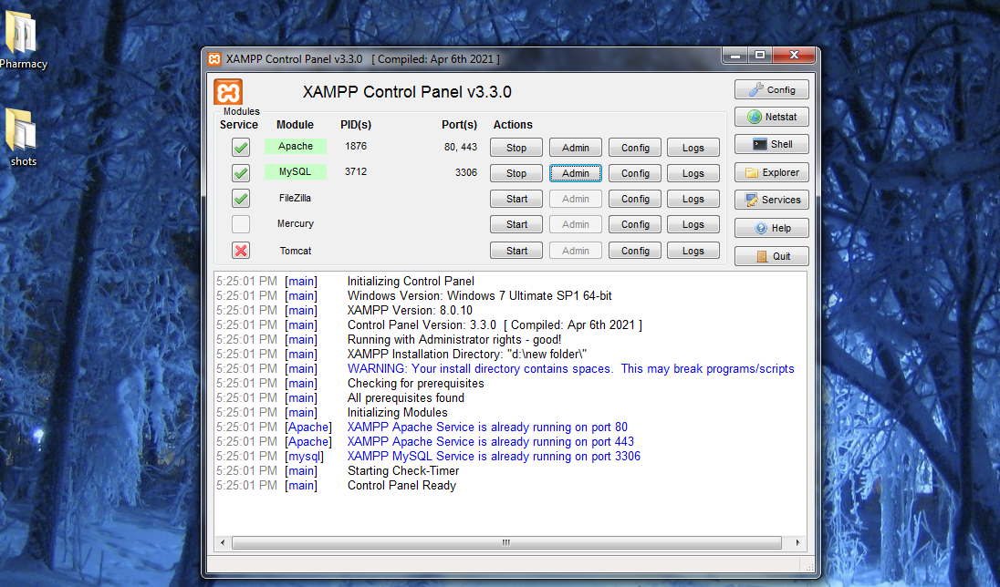 Pharmacy
shots
XAMPP Control Panel v3.3.0 [ Compiled: Apr 6th 2021 ]
XAMPP Control Panel v3.3.0
Config
Modules
Service Module PID(s) Port(s) Actions
Netstat
Apache 1876 80, 443 Stop Admin Config Logs
Shell
MySQL 3712 3306 Stop Admin Config Logs
Explorer
FileZilla Start Admin Config Logs
Services
Mercury Start Admin Config Logs
Help
Tomcat Start Admin Config Logs
Quit
5:25:01 PM [main] Initializing Control Panel
5:25:01 PM [main] Windows Version: Windows 7 Ultimate SP1 64-bit
5:25:01 PM [main] XAMPP Version: 8.0.10
5:25:01 PM [main] Control Panel Version: 3.3.0 [ Compiled: Apr 6th 2021 ]
5:25:01 PM [main] Running with Administrator rights - good!
5:25:01 PM [main] XAMPP Installation Directory: "d:\new folder\"
5:25:01 PM [main] WARNING: Your install directory contains spaces. This may break programs/scripts
5:25:01 PM [main] Checking for prerequisites
5:25:01 PM [main] All prerequisites found
5:25:01 PM [main] Initializing Modules
5:25:01 PM [Apache] XAMPP Apache Service is already running on port 80
5:25:01 PM [Apache] XAMPP Apache Service is already running on port 443
5:25:01 PM [mysql] XAMPP MySQL Service is already running on port 3306
5:25:01 PM [main] Starting Check-Timer
5:25:01 PM [main] Control Panel Ready